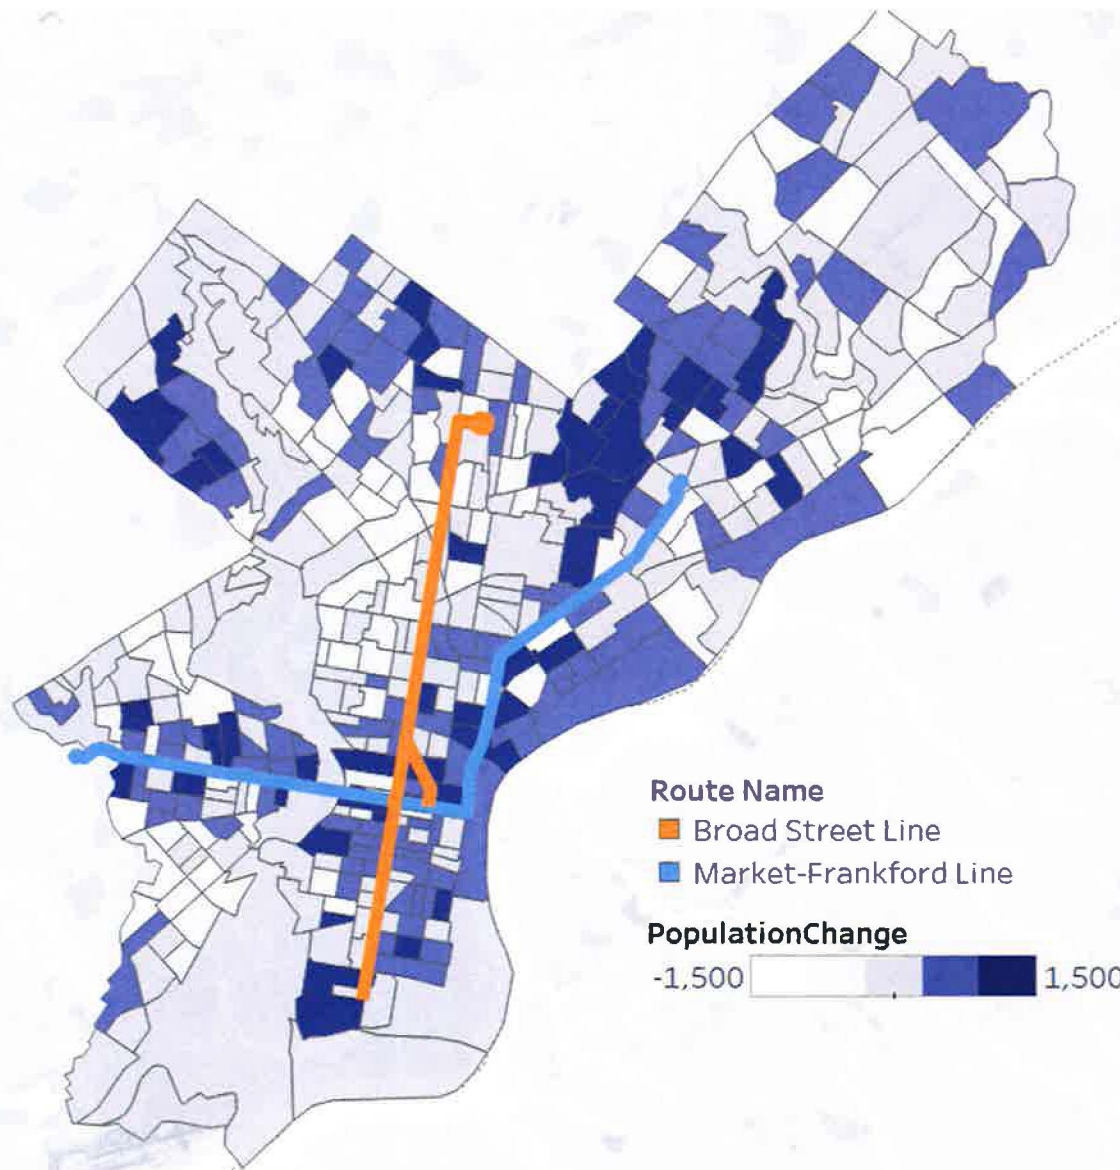 Route Name
Broad Street Line
Market-Frankford Line
PopulationChange
-1,500 1,500